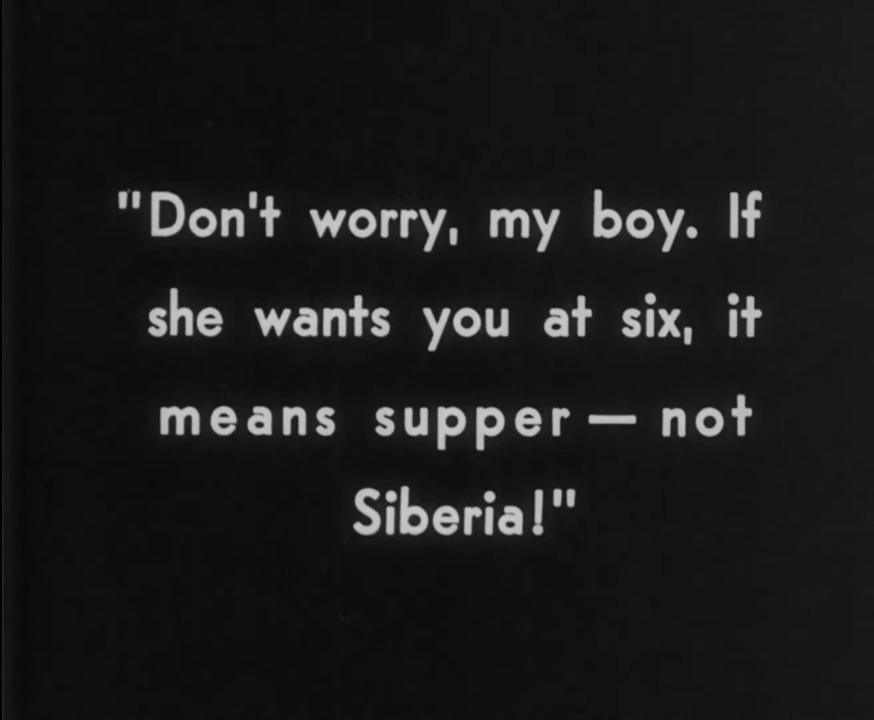 "Don't worry, my boy. If
she wants you at six, it
means supper — not
Siberia!"